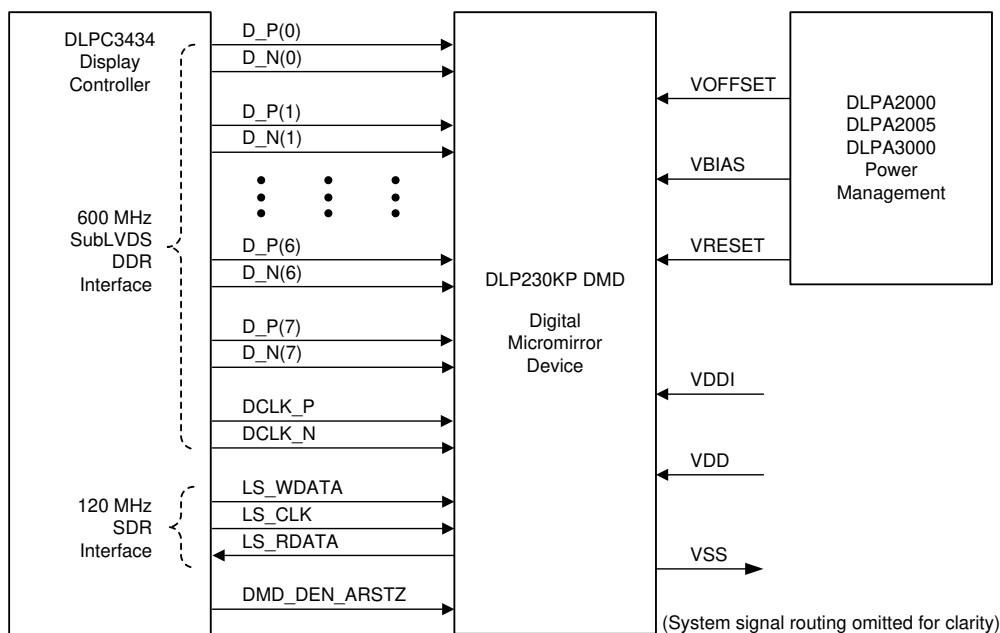 DLPC3434
Display
Controller
600 MHz
SubLVDS
DDR
Interface
120 MHz
SDR
Interface
D_P(0)
D_N(0)
D_P(1)
D_N(1)
D_P(6)
D_N(6)
D_P(7)
D_N(7)
DCLK_P
DCLK_N
LS_WDATA
LS_CLK
LS_RDATA
DMD_DEN_ARSTZ
DLP230KP DMD
Digital
Micromirror
Device
VOFFSET
VBIAS
VRESET
VDDI
VDD
VSS
DLPA2000
DLPA2005
DLPA3000
Power
Management
(System signal routing omitted for clarity)